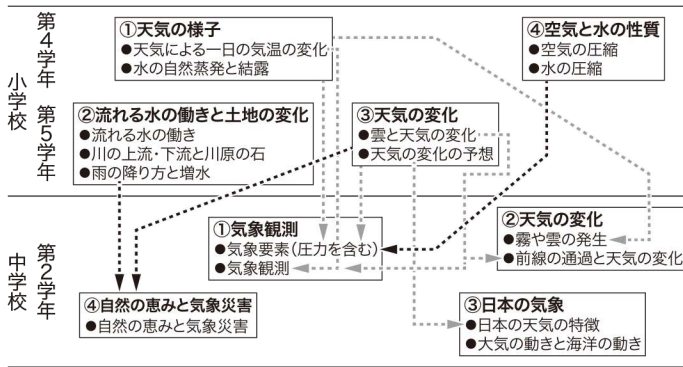 小学校
第4学年
①天気の様子
●天気による一日の気温の変化
●水の自然蒸発と結露
④空気と水の性質
●空気の圧縮
●水の圧縮
第5学年
②流れる水の働きと土地の変化
●流れる水の働き
●川の上流・下流と川原の石
●雨の降り方と増水
③天気の変化
●雲と天気の変化
●天気の変化の予想
中学校
第2学年
①気象観測
●気象要素(圧力を含む)
●気象観測
②天気の変化
●霧や雲の発生
●前線の通過と天気の変化
④自然の恵みと気象災害
●自然の恵みと気象災害
③日本の気象
●日本の天気の特徴
●大気の動きと海洋の動き